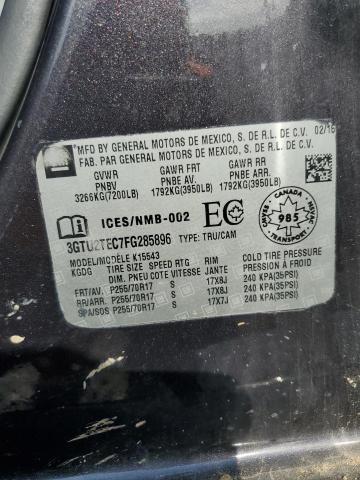 MFD BY GENERAL MOTORS DE MEXICO, S. DE R.L. DE C.V. 02/15
FAB. PAR GENERAL MOTORS DE MEXICO, S. DE R.L. DE C.V.
GVWR GAWR FRT GAWR RR
PNBV PNBE AV. PNBE ARR.
3266KG(7200LB) 1792KG(3950LB) 1792KG(3950LB)
ICES/NMB-002
3GTU2TEC7FG285896 TYPE: TRU/CAM
CANADA
985
CMVSS
NSVAC
MODEL/MODÈLE K15543
KGDG TIRE SIZE SPEED RTG RIM COLD TIRE PRESSURE
DIM. PNEU COTE VITESSE JANTE PRESSION À FROID
FRT/AV. P255/70R17 S 17X8J 240 KPA(35PSI)
RR/ARR. P255/70R17 S 17X8J 240 KPA(35PSI)
SPA/SOS P255/70R17 S 17X7J 240 KPA(35PSI)